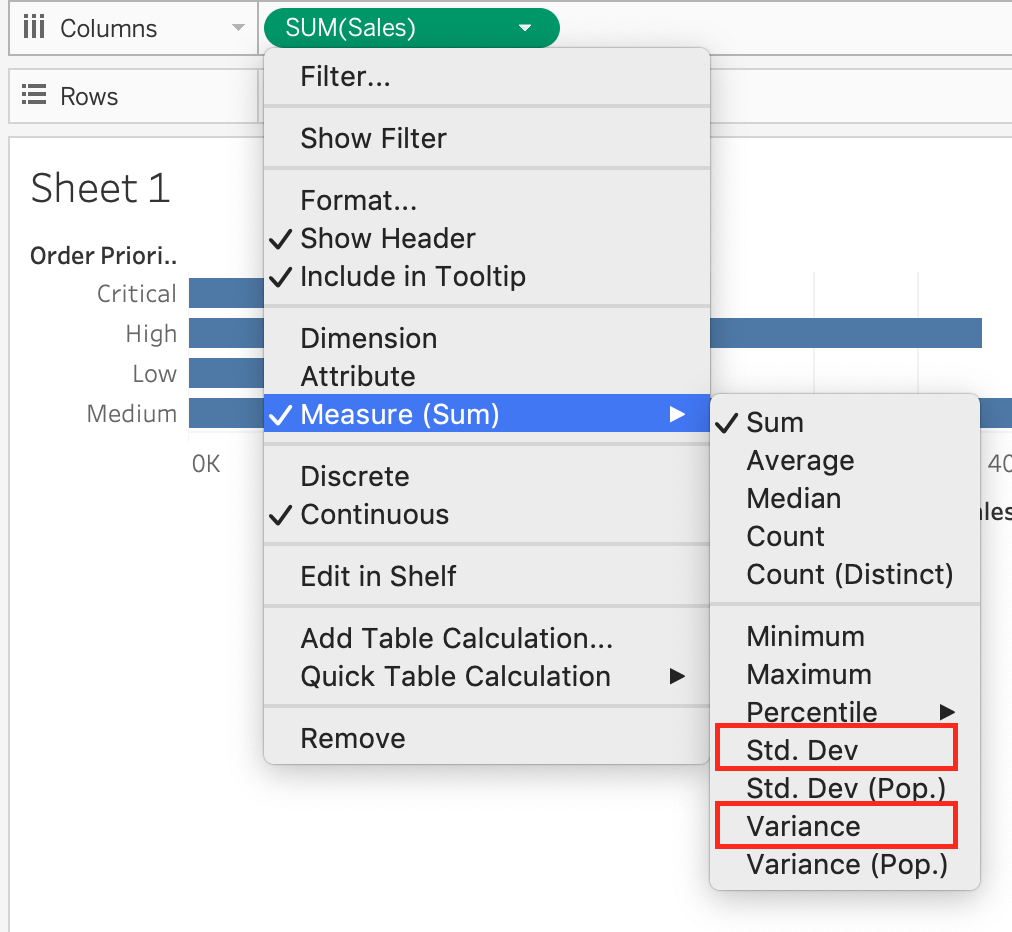 Columns
SUM(Sales)
Rows
Filter...
Show Filter
Format...
Show Header
Include in Tooltip
Dimension
Attribute
Measure (Sum)
Discrete
Continuous
Edit in Shelf
Add Table Calculation...
Quick Table Calculation
Remove
Sum
Average
Median
Count
Count (Distinct)
Minimum
Maximum
Percentile
Std. Dev
Std. Dev (Pop.)
Variance
Variance (Pop.)
Sheet 1
Order Priori..
Critical
High
Low
Medium
0K
40
ales